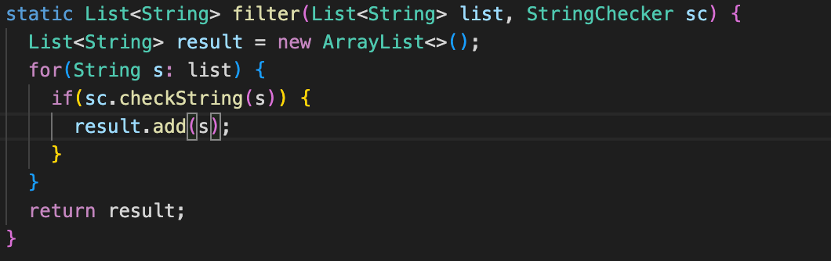 static List<String> filter(List<String> list, StringChecker sc) {
  List<String> result = new ArrayList<>();
  for(String s: list) {
    if(sc.checkString(s)) {
      result.add(s);
    }
  }
  return result;
}